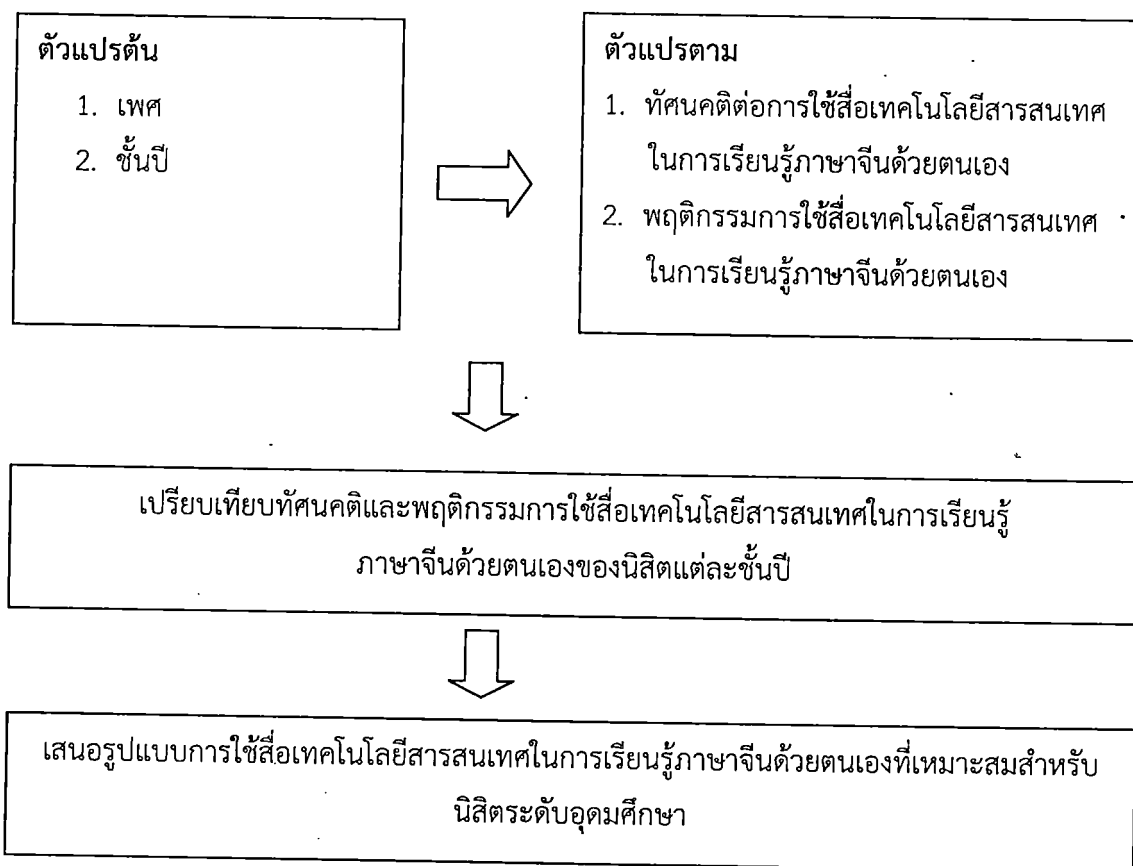 ตัวแปรต้น
1. เพศ
2. ชั้นปี
ตัวแปรตาม
1. ทัศนคติต่อการใช้สื่อเทคโนโลยีสารสนเทศ
ในการเรียนรู้ภาษาจีนด้วยตนเอง
2. พฤติกรรมการใช้สื่อเทคโนโลยีสารสนเทศ
ในการเรียนรู้ภาษาจีนด้วยตนเอง
เปรียบเทียบทัศนคติและพฤติกรรมการใช้สื่อเทคโนโลยีสารสนเทศในการเรียนรู้
ภาษาจีนด้วยตนเองของนิสิตแต่ละชั้นปี
เสนอรูปแบบการใช้สื่อเทคโนโลยีสารสนเทศในการเรียนรู้ภาษาจีนด้วยตนเองที่เหมาะสมสำหรับ
นิสิตระดับอุดมศึกษา